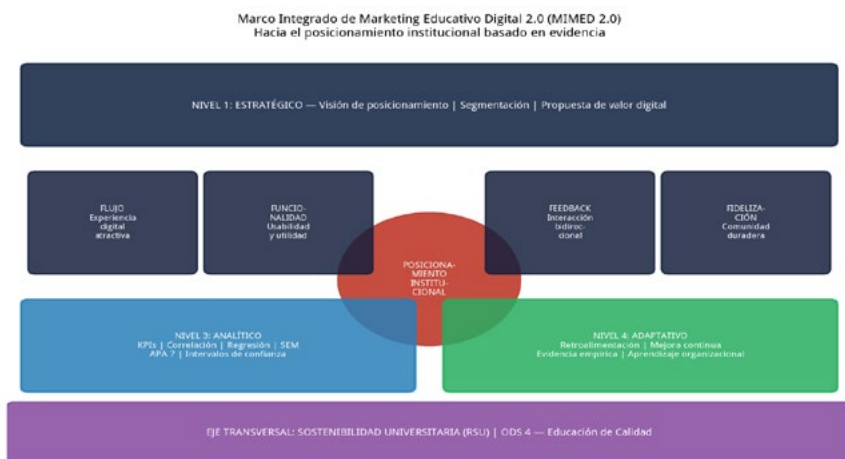 Marco Integrado de Marketing Educativo Digital 2.0 (MIMED 2.0)
Hacia el posicionamiento institucional basado en evidencia
NIVEL 1: ESTRATÉGICO — Visión de posicionamiento | Segmentación | Propuesta de valor digital
FLUJO
Experiencia
digital
atractiva
FUNCIO-
NALIDAD
Usabilidad
y utilidad
FEEDBACK
Interacción
bidirec-
cional
FIDELIZA-
CIÓN
Comunidad
duradera
POSICIONA-
MIENTO
INSTITU-
CIONAL
NIVEL 3: ANALÍTICO
KPIs | Correlación | Regresión | SEM
APA 7 | Intervalos de confianza
NIVEL 4: ADAPTATIVO
Retroalimentación | Mejora continua
Evidencia empírica | Aprendizaje organizacional
EJE TRANSVERSAL: SOSTENIBILIDAD UNIVERSITARIA (RSU) | ODS 4 — Educación de Calidad